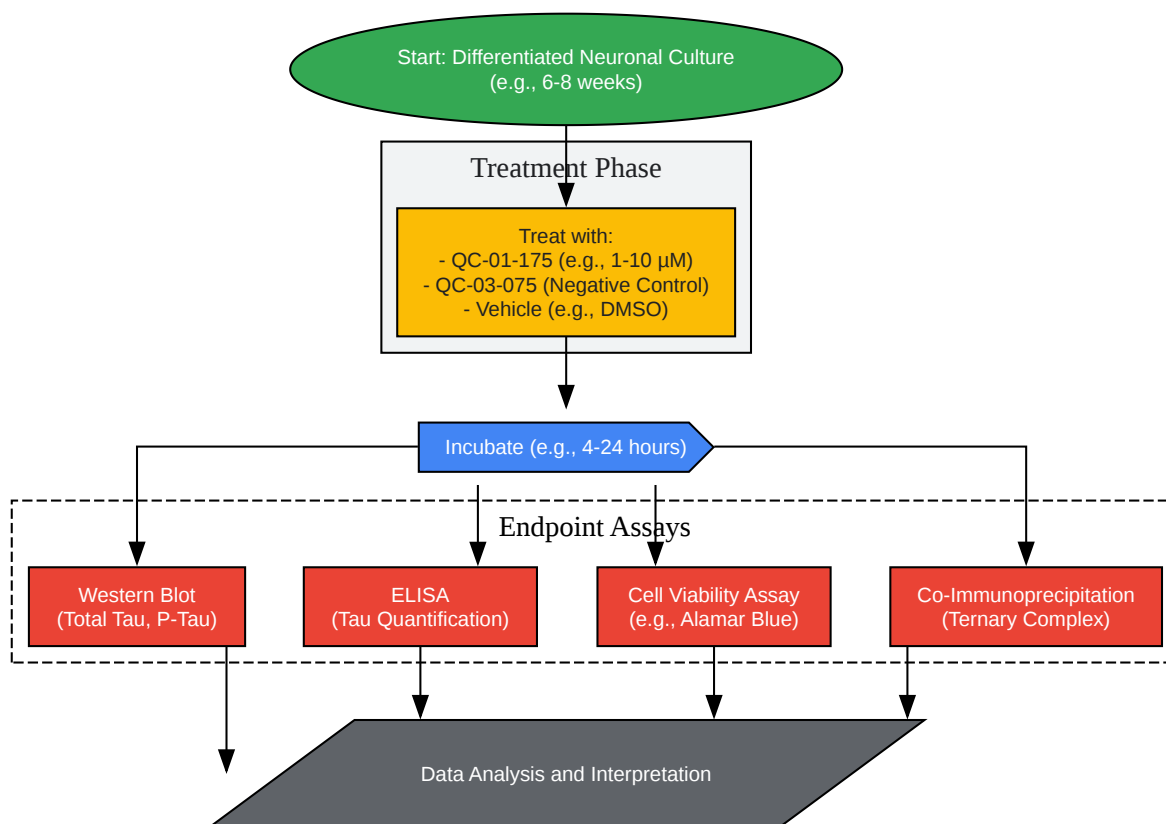 Start: Differentiated Neuronal Culture
(e.g., 6-8 weeks)
Treatment Phase
Treat with:
- QC-01-175 (e.g., 1-10 µM)
- QC-03-075 (Negative Control)
- Vehicle (e.g., DMSO)
Incubate (e.g., 4-24 hours)
Endpoint Assays
Western Blot
(Total Tau, P-Tau)
ELISA
(Tau Quantification)
Cell Viability Assay
(e.g., Alamar Blue)
Co-Immunoprecipitation
(Ternary Complex)
Data Analysis and Interpretation